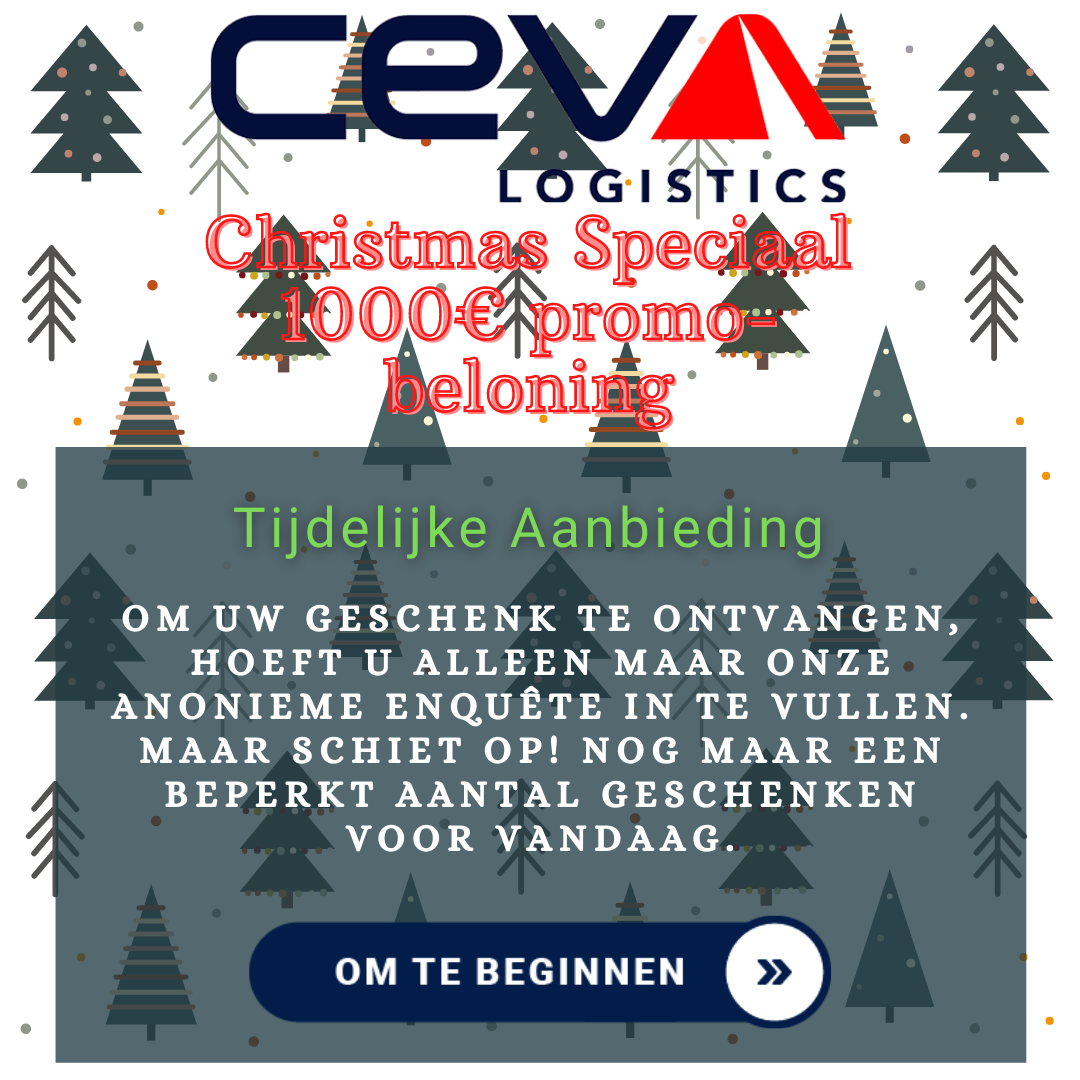 CEVA
LOGISTICS
Christmas Speciaal
1000€ promo-
beloning
Tijdelijke Aanbieding
OM UW GESCHENK TE ONTVANGEN,
HOEFT U ALLEEN MAAR ONZE
ANONIEME ENQUÊTE IN TE VULLEN.
MAAR SCHIET OP! NOG MAAR EEN
BEPERKT AANTAL GESCHENKEN
VOOR VANDAAG.
OM TE BEGINNEN »